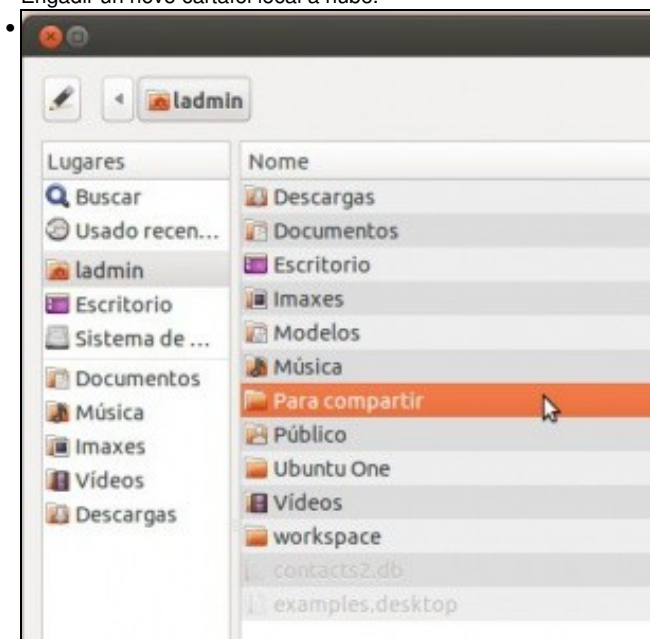 Engadir un novo cartafol local á nube.
ladmin
Lugares
Buscar
Usado recen...
ladmin
Escritorio
Sistema de ...
Documentos
Música
Imaxes
Vídeos
Descargas
Nome
Descargas
Documentos
Escritorio
Imaxes
Modelos
Música
Para compartir
Público
Ubuntu One
Vídeos
workspace
contacts2.db
examples.desktop